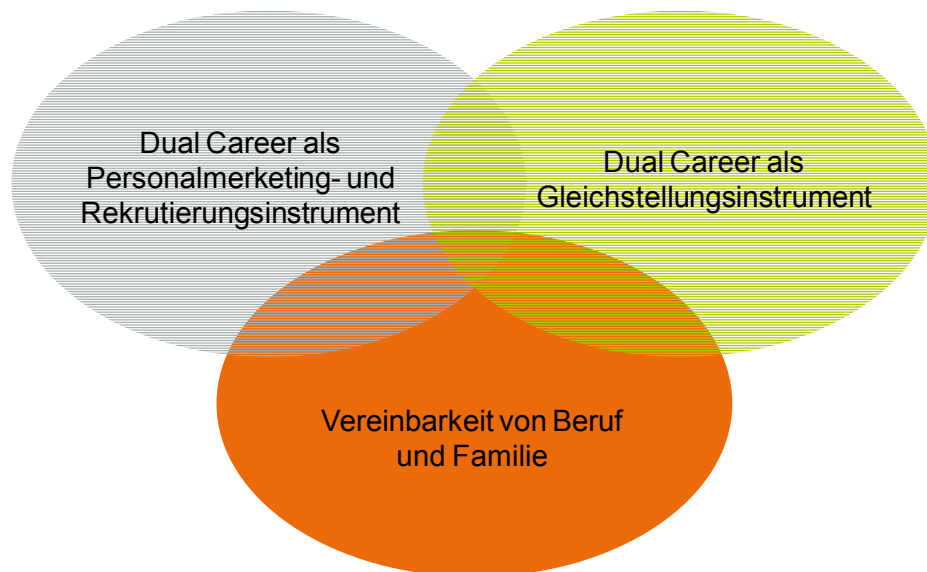 Dual Career als
Personalmerketing- und
Rekrutierungsinstrument
Dual Career als
Gleichstellungsinstrument
Vereinbarkeit von Beruf
und Familie